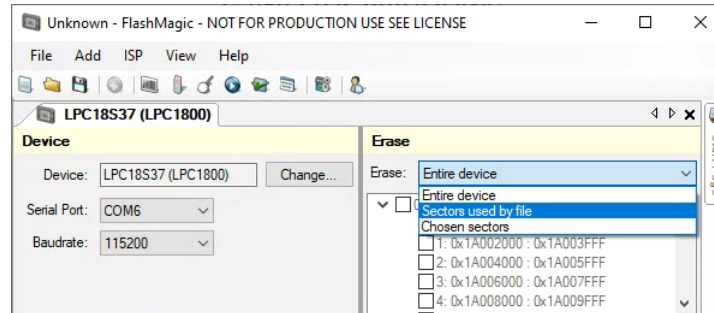 Unknown - FlashMagic - NOT FOR PRODUCTION USE SEE LICENSE
File Add ISP View Help
LPC18S37 (LPC1800)
Device
Device: LPC18S37 (LPC1800) Change...
Serial Port: COM6
Baudrate: 115200
Erase
Erase: Entire device
Entire device
Sectors used by file
Chosen sectors
1: 0x1A002000 : 0x1A003FFF
2: 0x1A004000 : 0x1A005FFF
3: 0x1A006000 : 0x1A007FFF
4: 0x1A008000 : 0x1A009FFF